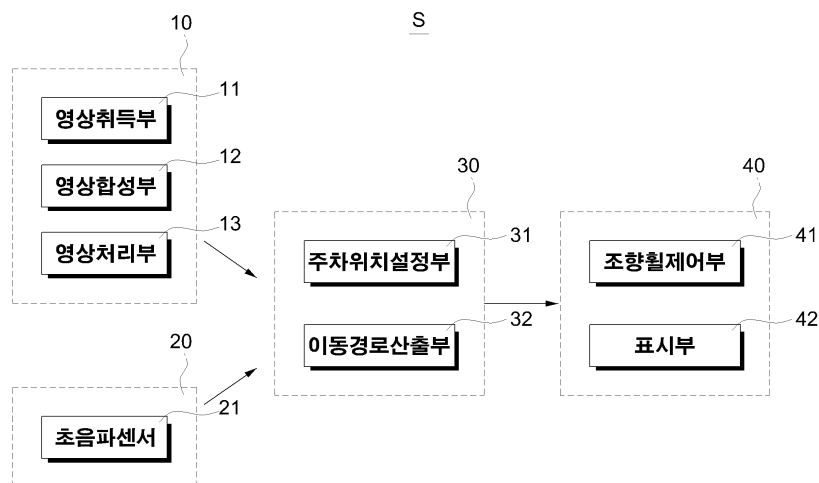 S
10
영상취득부
11
영상합성부
12
영상처리부
13
20
초음파센서
21
30
주차위치설정부
31
이동경로산출부
32
40
조향휠제어부
41
표시부
42